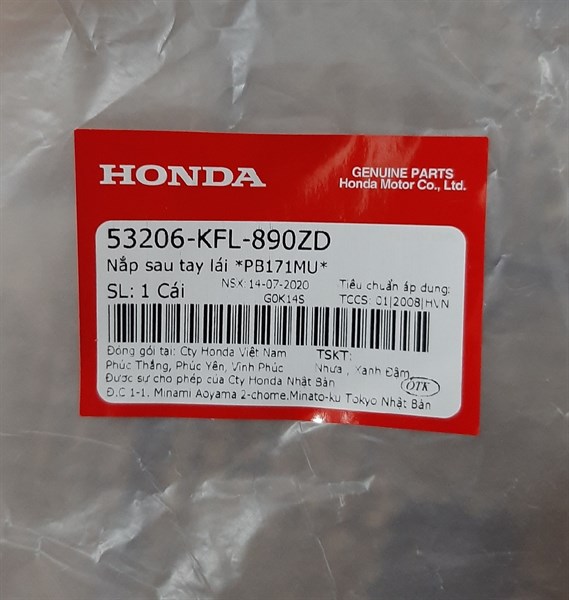 HONDA
GENUINE PARTS
Honda Motor Co., Ltd.
53206-KFL-890ZD
Nắp sau tay lái *PB171MU*
SL: 1 Cái
NSX: 14-07-2020
G0K14S
Tiêu chuẩn áp dụng:
TCCS: 01|2008|HVN
Đóng gói tại: Cty Honda Việt Nam
Phúc Thắng, Phúc Yên, Vĩnh Phúc
TSKT:
Nhựa , Xanh Đậm
Được sự cho phép của Cty Honda Nhật Bản
OTK
Đ.C 1-1. Minami Aoyama 2-chome.Minato-ku Tokyo Nhật Bản